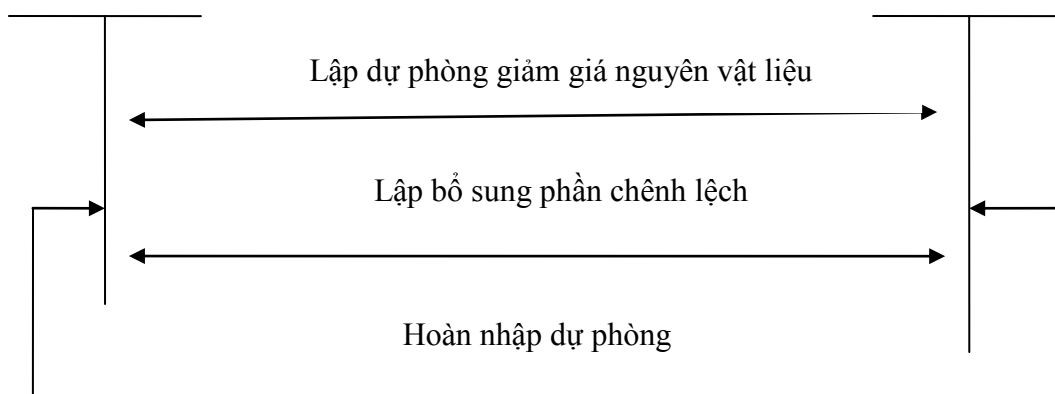 Lập dự phòng giảm giá nguyên vật liệu
Lập bổ sung phần chênh lệch
Hoàn nhập dự phòng